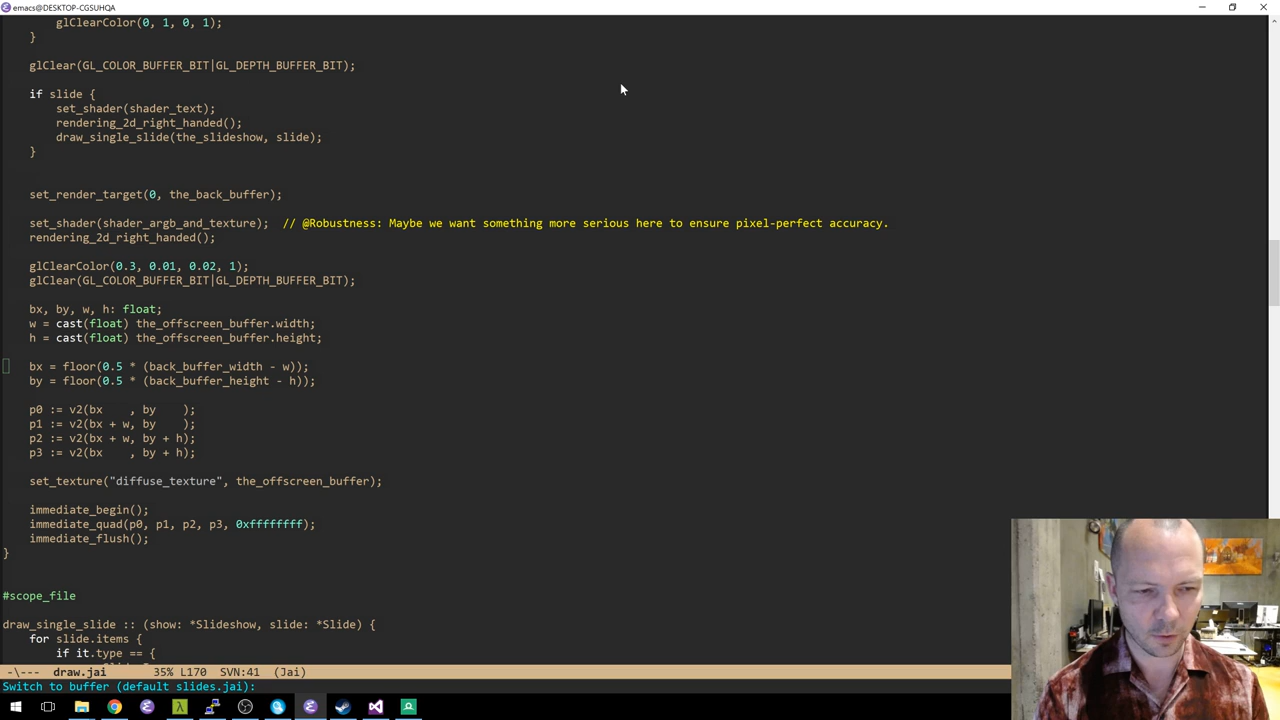 emacs@DESKTOP-CGSUHQA
glClearColor(0, 1, 0, 1);
}
glClear(GL_COLOR_BUFFER_BIT|GL_DEPTH_BUFFER_BIT);
if slide {
set_shader(shader_text);
rendering_2d_right_handed();
draw_single_slide(the_slideshow, slide);
}
set_render_target(0, the_back_buffer);
set_shader(shader_argb_and_texture);  // @Robustness: Maybe we want something more serious here to ensure pixel-perfect accuracy.
rendering_2d_right_handed();
glClearColor(0.3, 0.01, 0.02, 1);
glClear(GL_COLOR_BUFFER_BIT|GL_DEPTH_BUFFER_BIT);
bx, by, w, h: float;
w = cast(float) the_offscreen_buffer.width;
h = cast(float) the_offscreen_buffer.height;
bx = floor(0.5 * (back_buffer_width - w));
by = floor(0.5 * (back_buffer_height - h));
p0 := v2(bx    , by    );
p1 := v2(bx + w, by    );
p2 := v2(bx + w, by + h);
p3 := v2(bx    , by + h);
set_texture("diffuse_texture", the_offscreen_buffer);
immediate_begin();
immediate_quad(p0, p1, p2, p3, 0xffffffff);
immediate_flush();
}
#scope_file
draw_single_slide :: (show: *Slideshow, slide: *Slide) {
for slide.items {
if it.type == {
-\---  draw.jai      35% L170   SVN:41  (Jai)
Switch to buffer (default slides.jai):